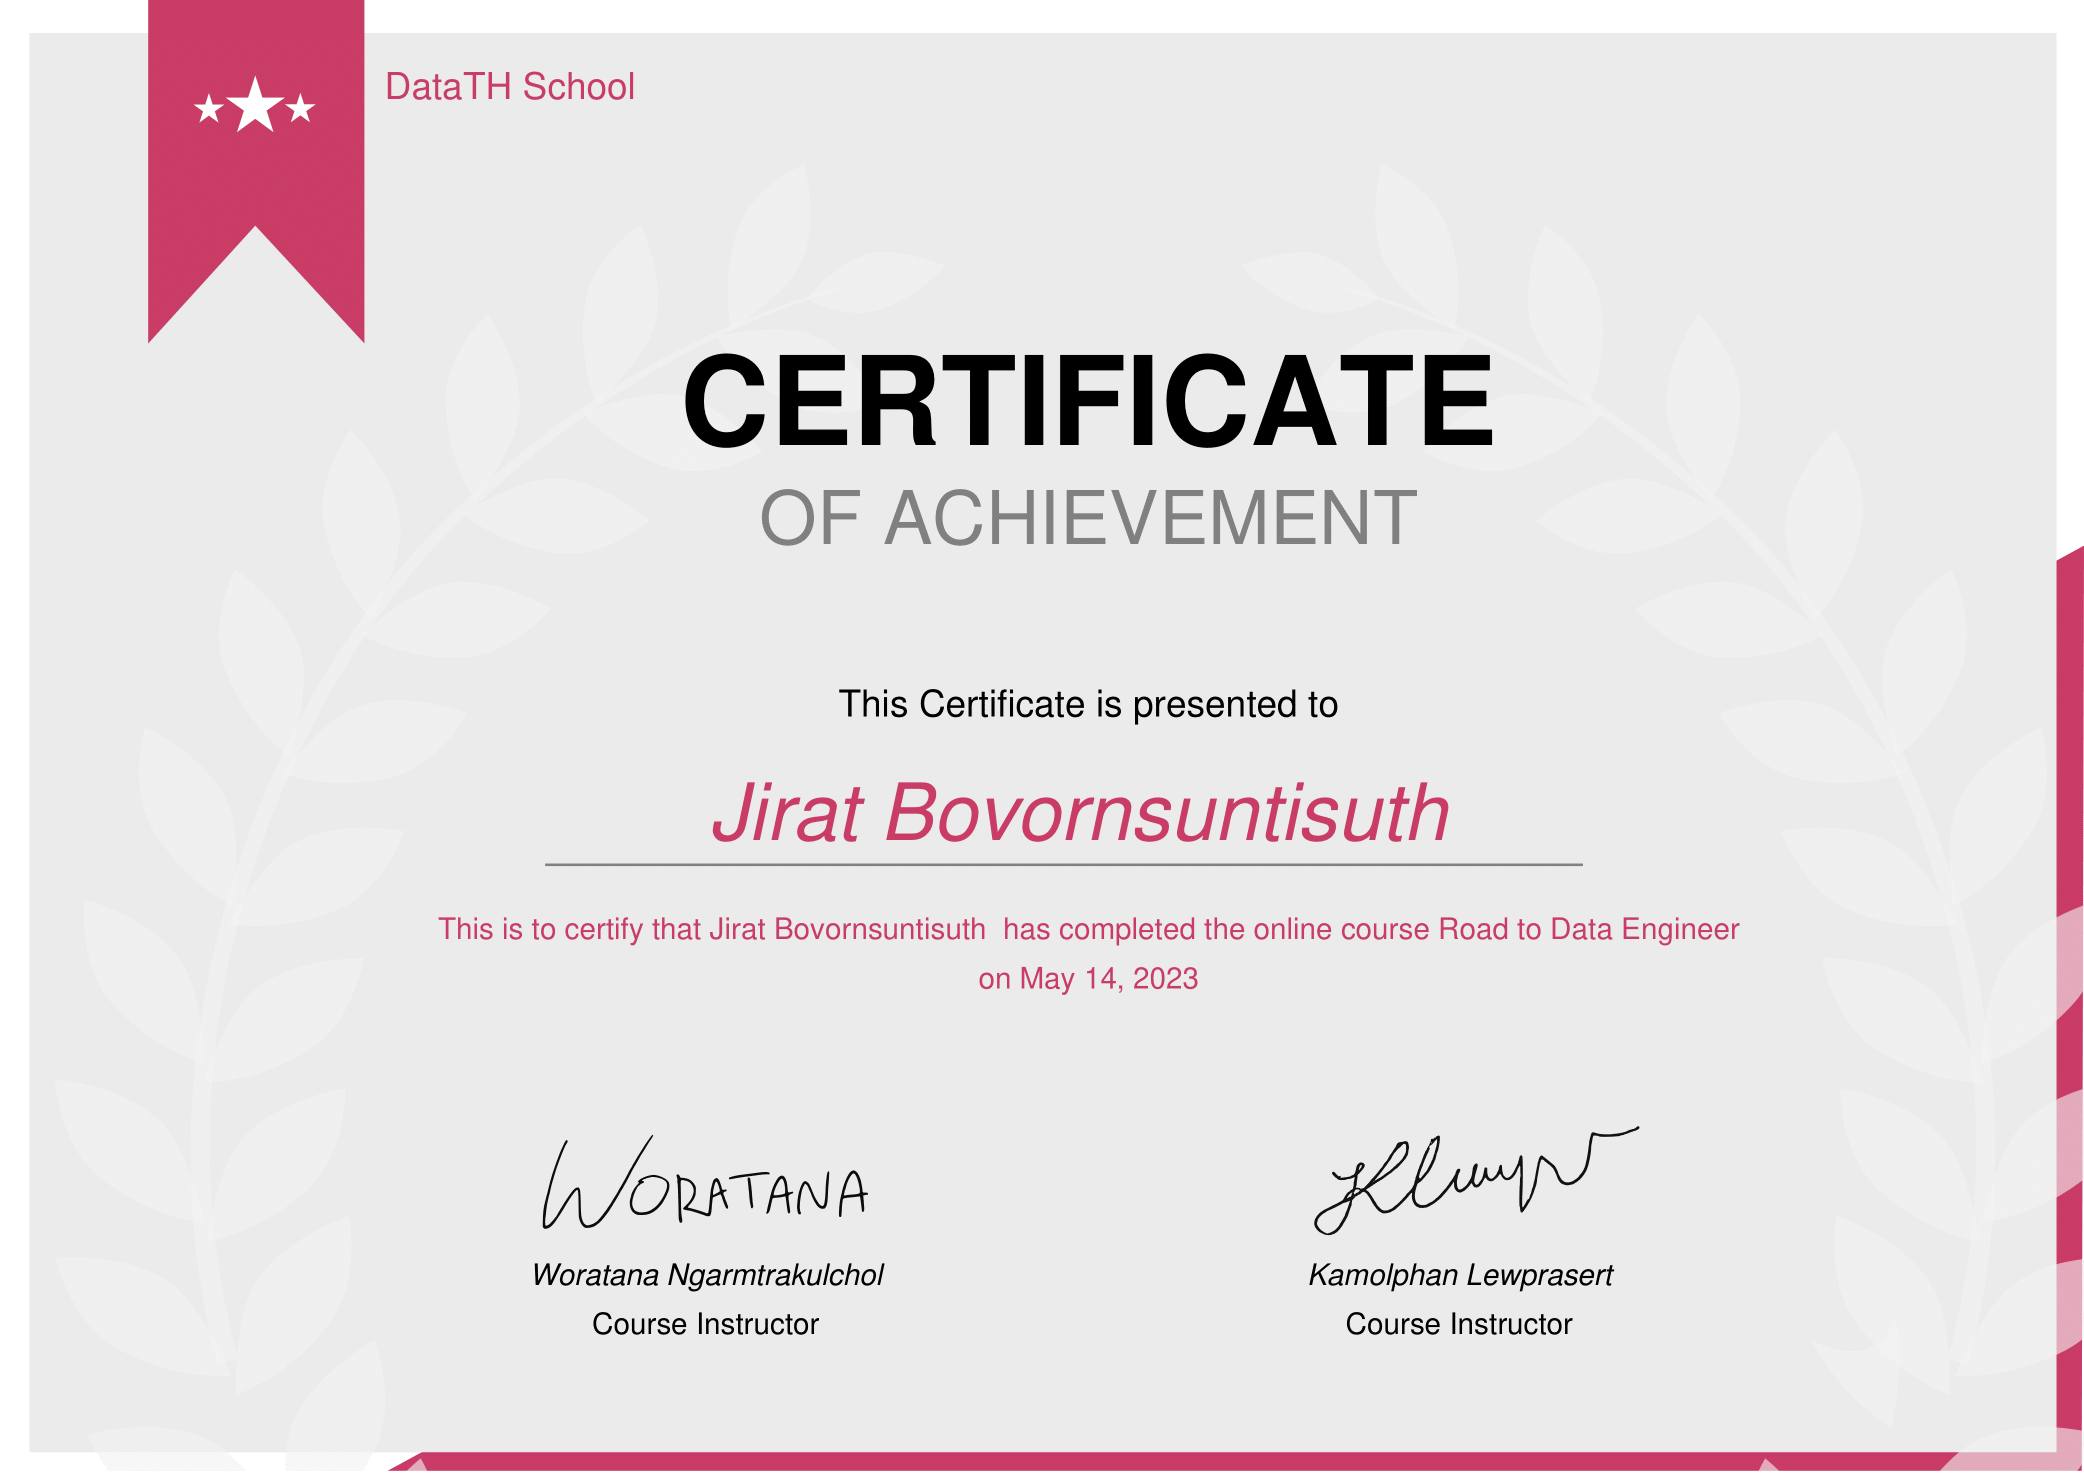 DataTH School
CERTIFICATE
OF ACHIEVEMENT
This Certificate is presented to
Jirat Bovornsuntisuth
This is to certify that Jirat Bovornsuntisuth  has completed the online course Road to Data Engineer
on May 14, 2023
WORATANA
Woratana Ngarmtrakulchol
Course Instructor
Kamolphan Lewprasert
Course Instructor